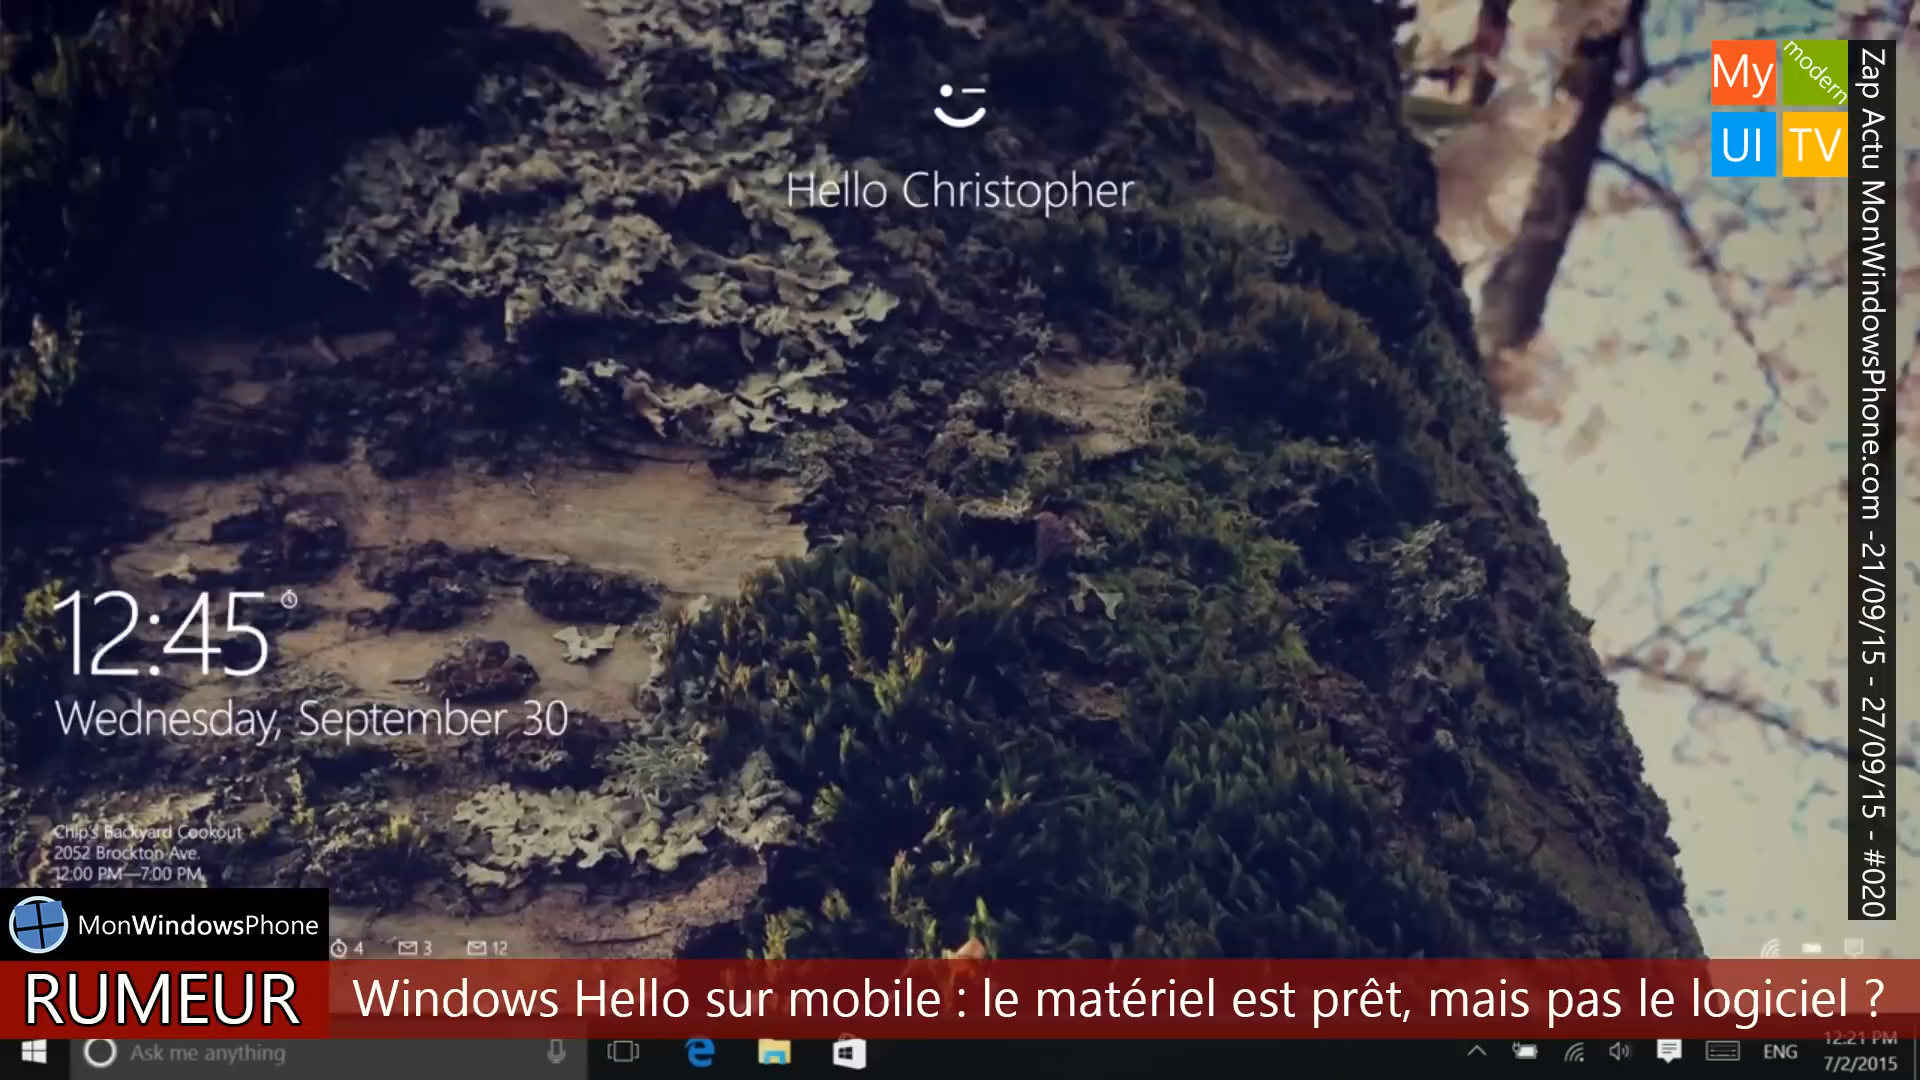 Hello Christopher
My modern
UI TV
Zap Actu MonWindowsPhone.com -21/09/15 - 27/09/15 - #020
12:45
Wednesday, September 30
Chip's Backyard Cookout
2052 Brockton Ave.
12:00 PM—7:00 PM
MonWindowsPhone
4 3 12
RUMEUR
Windows Hello sur mobile : le matériel est prêt, mais pas le logiciel ?
Ask me anything
ENG
12:21 PM
7/2/2015